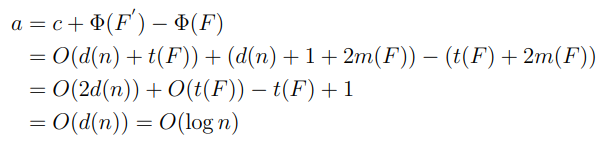 a = c + Φ(F′) − Φ(F)
= O(d(n) + t(F)) + (d(n) + 1 + 2m(F)) − (t(F) + 2m(F))
= O(2d(n)) + O(t(F)) − t(F) + 1
= O(d(n)) = O(log n)